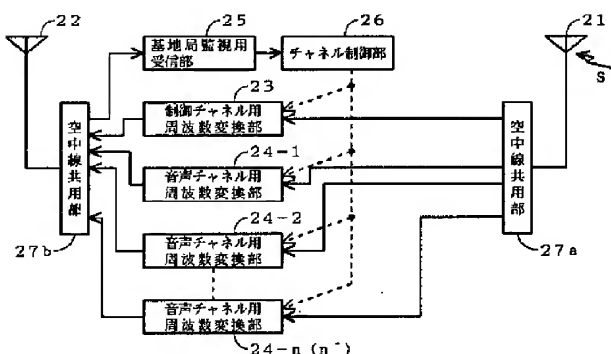 22
25
26
21
基地局監視用
受信部
チャネル制御部
S
23
制御チャネル用
周波数変換部
24-1
音声チャネル用
周波数変換部
空中線共用部
空中線共用部
24-2
音声チャネル用
周波数変換部
27b
27a
音声チャネル用
周波数変換部
24-n(n⁻)